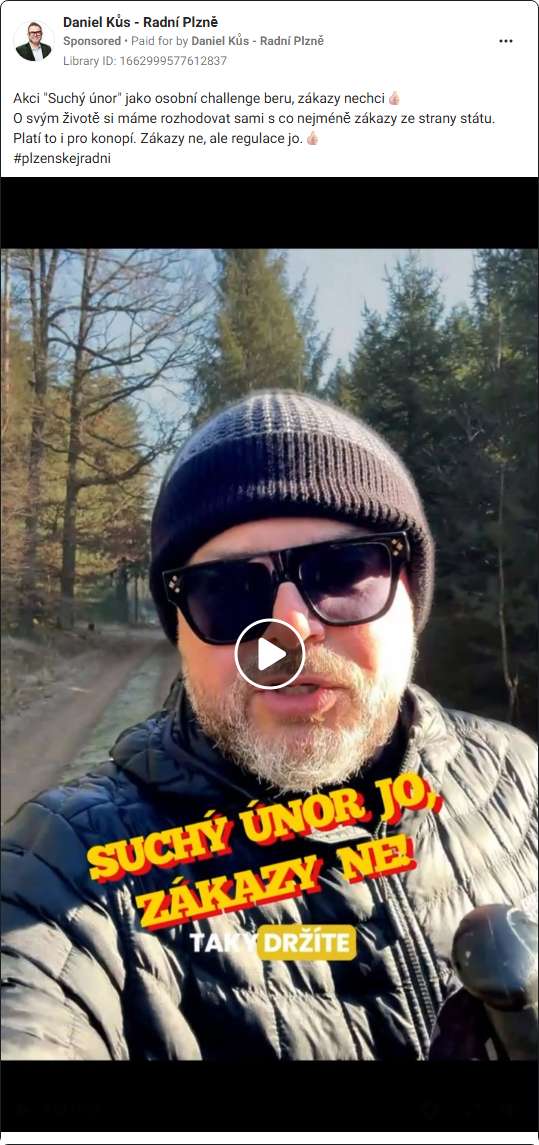 Daniel Kůs - Radní Plzně
Sponsored • Paid for by Daniel Kůs - Radní Plzně
Library ID: 1662999577612837
Akci "Suchý únor" jako osobní challenge beru, zákazy nechci 👍🏻
O svým životě si máme rozhodovat sami s co nejméně zákazy ze strany státu.
Platí to i pro konopí. Zákazy ne, ale regulace jo. 👍🏻
#plzenskejradni
SUCHÝ ÚNOR JO,
ZÁKAZY NE!
TAKY DRŽÍTE